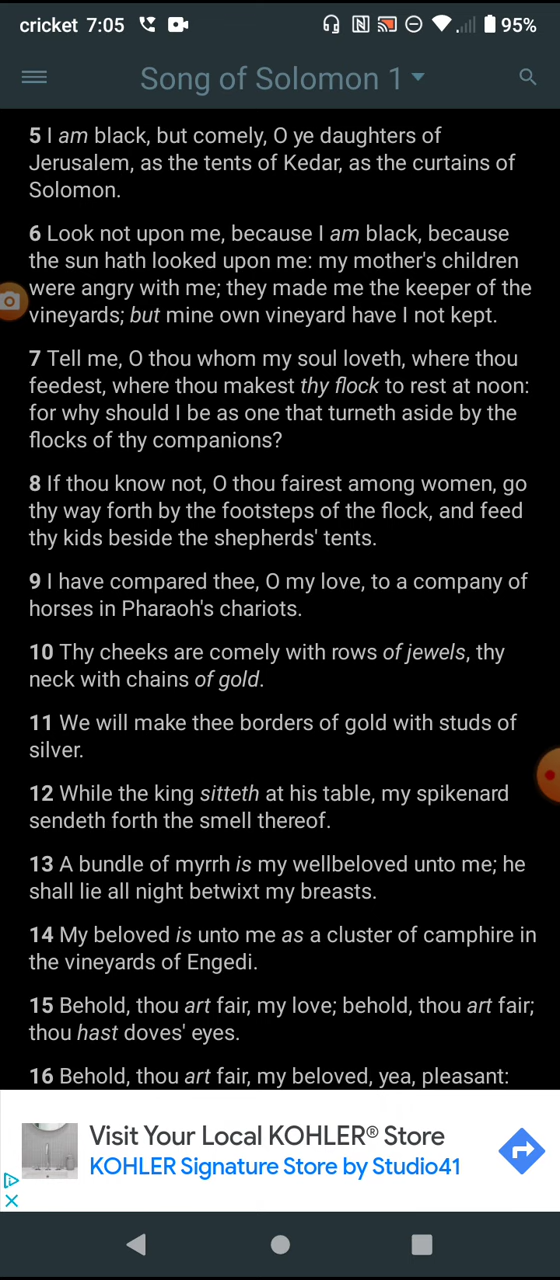 cricket 7:05 95%
Song of Solomon 1
5 I am black, but comely, O ye daughters of
Jerusalem, as the tents of Kedar, as the curtains of
Solomon.
6 Look not upon me, because I am black, because
the sun hath looked upon me: my mother's children
were angry with me; they made me the keeper of the
vineyards; but mine own vineyard have I not kept.
7 Tell me, O thou whom my soul loveth, where thou
feedest, where thou makest thy flock to rest at noon:
for why should I be as one that turneth aside by the
flocks of thy companions?
8 If thou know not, O thou fairest among women, go
thy way forth by the footsteps of the flock, and feed
thy kids beside the shepherds' tents.
9 I have compared thee, O my love, to a company of
horses in Pharaoh's chariots.
10 Thy cheeks are comely with rows of jewels, thy
neck with chains of gold.
11 We will make thee borders of gold with studs of
silver.
12 While the king sitteth at his table, my spikenard
sendeth forth the smell thereof.
13 A bundle of myrrh is my wellbeloved unto me; he
shall lie all night betwixt my breasts.
14 My beloved is unto me as a cluster of camphire in
the vineyards of Engedi.
15 Behold, thou art fair, my love; behold, thou art fair;
thou hast doves' eyes.
16 Behold, thou art fair, my beloved, yea, pleasant:
Visit Your Local KOHLER® Store
KOHLER Signature Store by Studio41